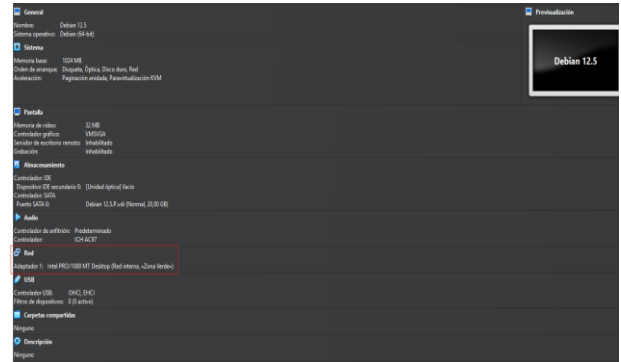 General
Nombre: Debian 12.5
Sistema operativo: Debian (64-bit)
Sistema
Memoria base: 1024 MB
Orden de arranque: Disquete, Óptica, Disco duro, Red
Aceleración: Paginación anidada, Paravirtualización KVM
Pantalla
Memoria de vídeo: 32 MB
Controlador gráfico: VMSVGA
Servidor de escritorio remoto: Inhabilitado
Grabación: Inhabilitado
Almacenamiento
Controlador: IDE
Dispositivo IDE secundario 0: [Unidad óptica] Vacío
Controlador: SATA
Puerto SATA 0: Debian 12.5.P.vdi (Normal, 20,00 GB)
Audio
Controlador de anfitrión: Predeterminado
Controlador: ICH AC97
Red
Adaptador 1: Intel PRO/1000 MT Desktop (Red interna, «Zona Verde»)
USB
Controlador USB: OHCI, EHCI
Filtros de dispositivos: 0 (0 activo)
Carpetas compartidas
Ninguno
Descripción
Ninguno
Previsualización
Debian 12.5